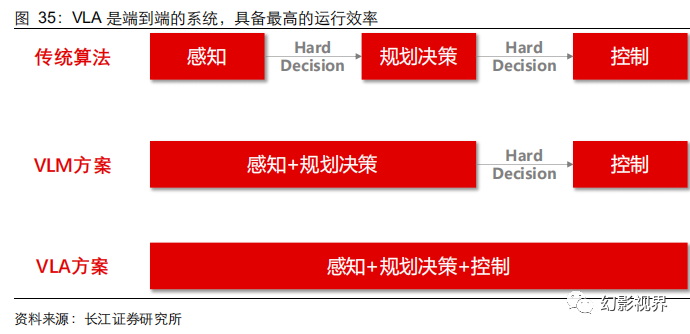 图 35：VLA 是端到端的系统，具备最高的运行效率
传统算法
感知
Hard
Decision
规划决策
Hard
Decision
控制
VLM方案
感知+规划决策
Hard
Decision
控制
VLA方案
感知+规划决策+控制
幻影视界
资料来源：长江证券研究所